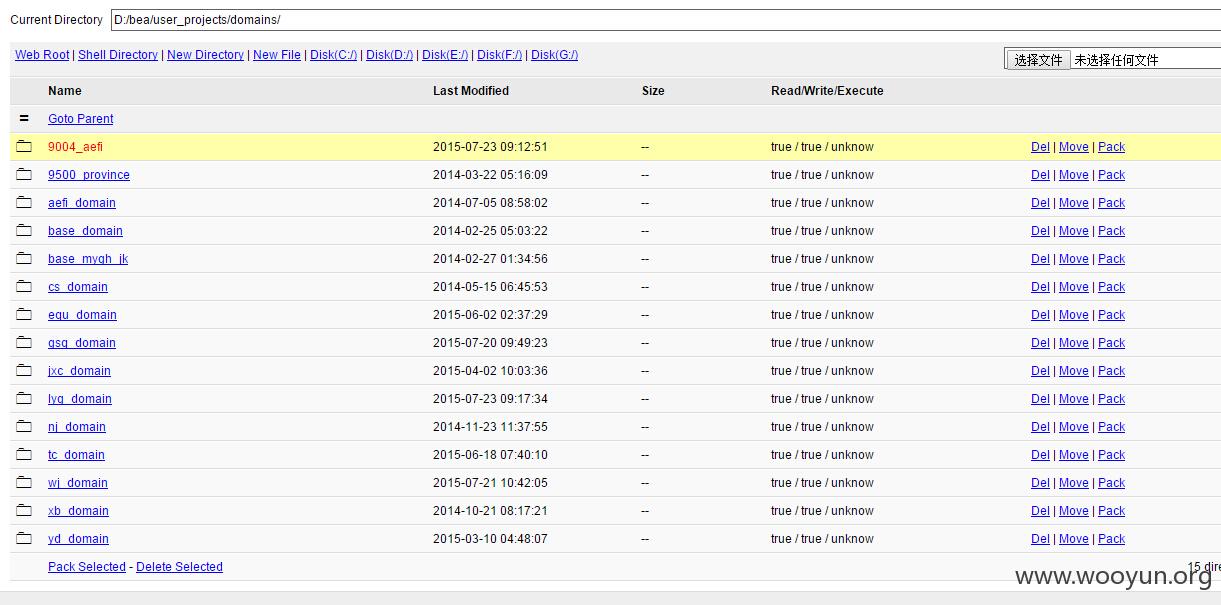 Current Directory D:/bea/user_projects/domains/
Web Root | Shell Directory | New Directory | New File | Disk(C:/) | Disk(D:/) | Disk(E:/) | Disk(F:/) | Disk(G:/) 选择文件 未选择任何文件
Name Last Modified Size Read/Write/Execute
= Goto Parent
9004_aefi 2015-07-23 09:12:51 -- true / true / unknow Del | Move | Pack
9500_province 2014-03-22 05:16:09 -- true / true / unknow Del | Move | Pack
aefi_domain 2014-07-05 08:58:02 -- true / true / unknow Del | Move | Pack
base_domain 2014-02-25 05:03:22 -- true / true / unknow Del | Move | Pack
base_mygh_jk 2014-02-27 01:34:56 -- true / true / unknow Del | Move | Pack
cs_domain 2014-05-15 06:45:53 -- true / true / unknow Del | Move | Pack
equ_domain 2015-06-02 02:37:29 -- true / true / unknow Del | Move | Pack
gsg_domain 2015-07-20 09:49:23 -- true / true / unknow Del | Move | Pack
jxc_domain 2015-04-02 10:03:36 -- true / true / unknow Del | Move | Pack
lyg_domain 2015-07-23 09:17:34 -- true / true / unknow Del | Move | Pack
nj_domain 2014-11-23 11:37:55 -- true / true / unknow Del | Move | Pack
tc_domain 2015-06-18 07:40:10 -- true / true / unknow Del | Move | Pack
wj_domain 2015-07-21 10:42:05 -- true / true / unknow Del | Move | Pack
xb_domain 2014-10-21 08:17:21 -- true / true / unknow Del | Move | Pack
yd_domain 2015-03-10 04:48:07 -- true / true / unknow Del | Move | Pack
Pack Selected - Delete Selected 15 dire
www.wooyun.org